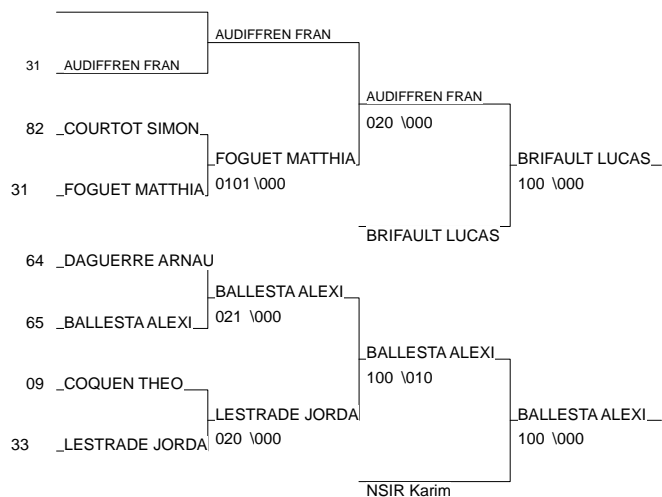 AUDIFFREN FRAN
31 AUDIFFREN FRAN
AUDIFFREN FRAN
020 \000
82 COURTOT SIMON
FOGUET MATTHIA
0101 \000
BRIFAULT LUCAS
100 \000
31 FOGUET MATTHIA
BRIFAULT LUCAS
64 DAGUERRE ARNAU
BALLESTA ALEXI
021 \000
65 BALLESTA ALEXI
BALLESTA ALEXI
100 \010
09 COQUEN THEO
LESTRADE JORDA
020 \000
BALLESTA ALEXI
100 \000
33 LESTRADE JORDA
NSIR Karim